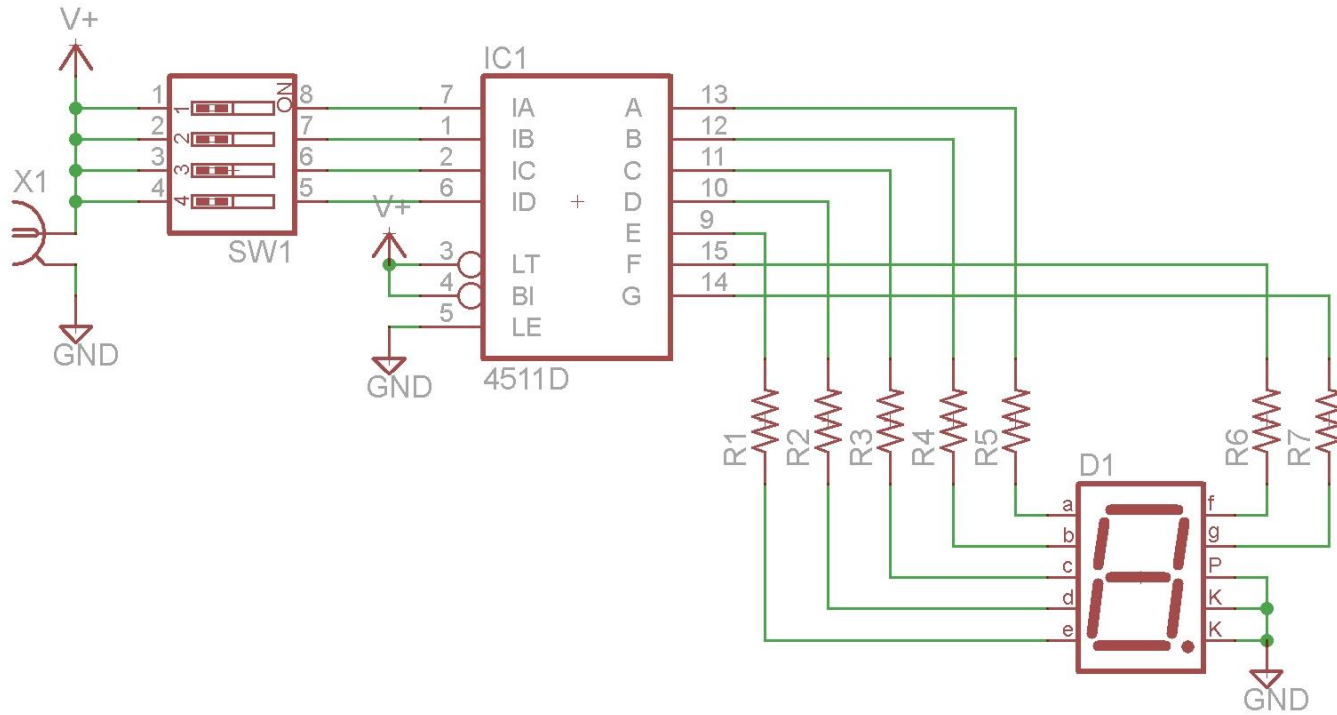 V+
X1
GND
1
2
3
4
1
2
3
4
ON
8
7
6
5
SW1
V+
GND
IC1
7
1
2
6
3
4
5
IA
IB
IC
ID
LT
BI
LE
A
B
C
D
E
F
G
13
12
11
10
9
15
14
4511D
R1
R2
R3
R4
R5
R6
R7
D1
a
b
c
d
e
f
g
P
K
K
GND